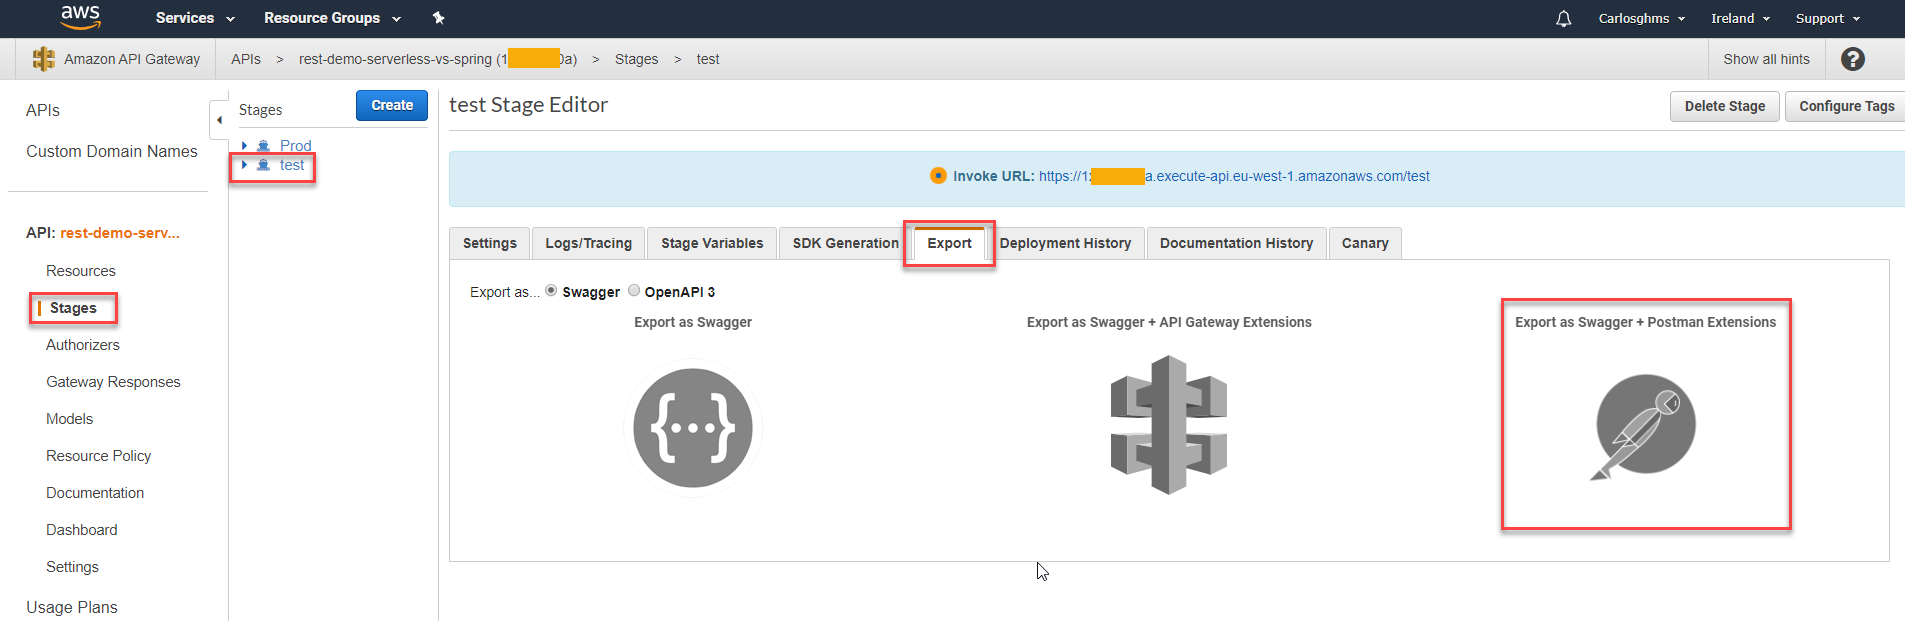 aws Services Resource Groups Carlosghms Ireland Support
Amazon API Gateway APIs > rest-demo-serverless-vs-spring (1 0a) > Stages > test Show all hints ?
APIs
Custom Domain Names
API: rest-demo-serv...
Resources
Stages
Authorizers
Gateway Responses
Models
Resource Policy
Documentation
Dashboard
Settings
Usage Plans
Stages Create
Prod
test
test Stage Editor Delete Stage Configure Tags
Invoke URL: https://1 a.execute-api.eu-west-1.amazonaws.com/test
Settings Logs/Tracing Stage Variables SDK Generation Export Deployment History Documentation History Canary
Export as... Swagger OpenAPI 3
Export as Swagger Export as Swagger + API Gateway Extensions Export as Swagger + Postman Extensions
{...}